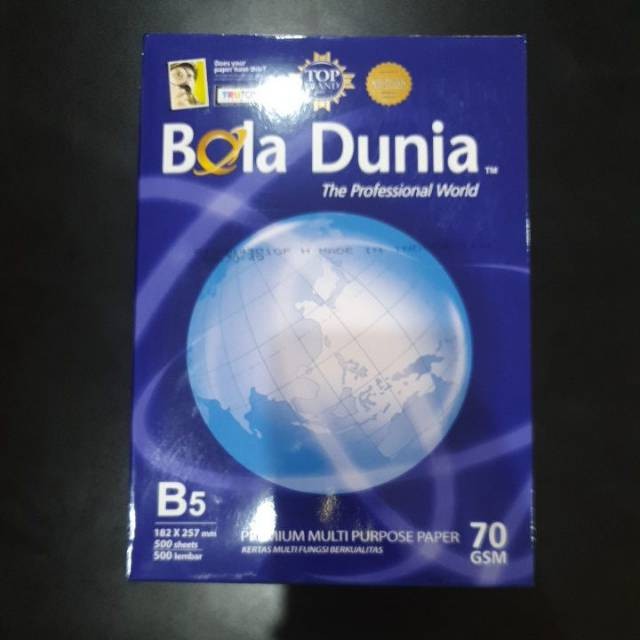 Does your
paper have this?
TOP
BRAND
Bola Dunia TM
The Professional World
B5
182 X 257 mm
500 sheets
500 lembar
PREMIUM MULTI PURPOSE PAPER
KERTAS MULTI FUNGSI BERKUALITAS
70
GSM